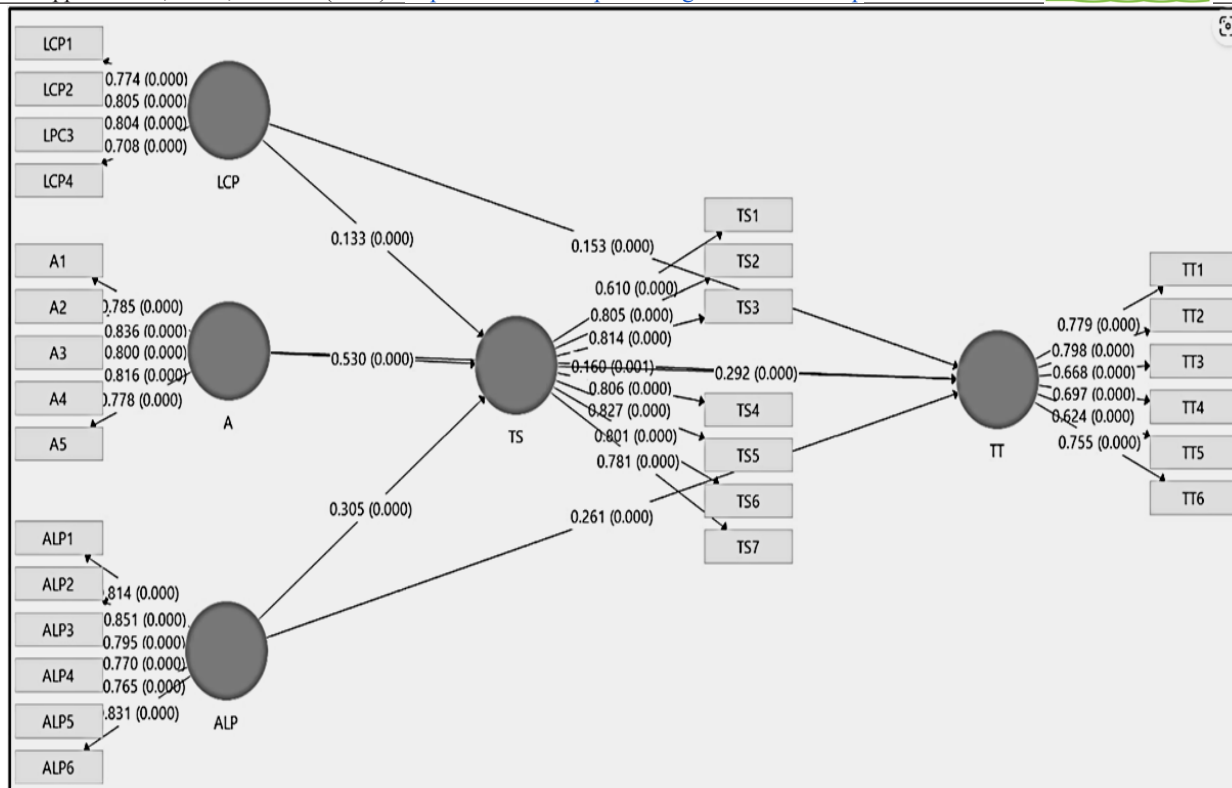 LCP1
LCP2
LPC3
LCP4
0.774 (0.000)
0.805 (0.000)
0.804 (0.000)
0.708 (0.000)
LCP
0.133 (0.000)
0.153 (0.000)
A1
A2
A3
A4
A5
0.785 (0.000)
0.836 (0.000)
0.800 (0.000)
0.816 (0.000)
0.778 (0.000)
A
0.530 (0.000)
ALP1
ALP2
ALP3
ALP4
ALP5
ALP6
.814 (0.000)
0.851 (0.000)
0.795 (0.000)
0.770 (0.000)
0.765 (0.000)
.831 (0.000)
ALP
0.305 (0.000)
0.261 (0.000)
TS
0.610 (0.000)
0.805 (0.000)
0.814 (0.000)
0.160 (0.001)
0.292 (0.000)
0.806 (0.000)
0.827 (0.000)
0.801 (0.000)
0.781 (0.000)
TS1
TS2
TS3
TS4
TS5
TS6
TS7
TT
0.779 (0.000)
0.798 (0.000)
0.668 (0.000)
0.697 (0.000)
0.624 (0.000)
0.755 (0.000)
TT1
TT2
TT3
TT4
TT5
TT6